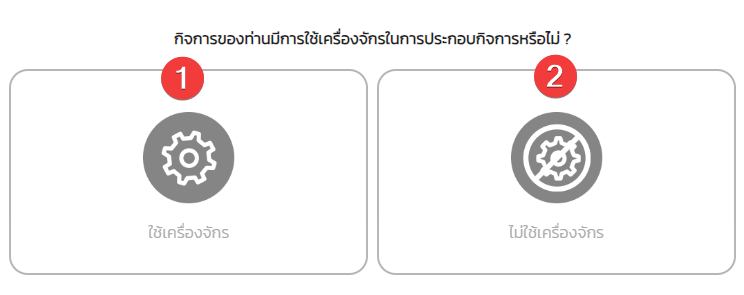 กิจการของท่านมีการใช้เครื่องจักรในการประกอบกิจการหรือไม่ ?
1
2
ใช้เครื่องจักร
ไม่ใช้เครื่องจักร